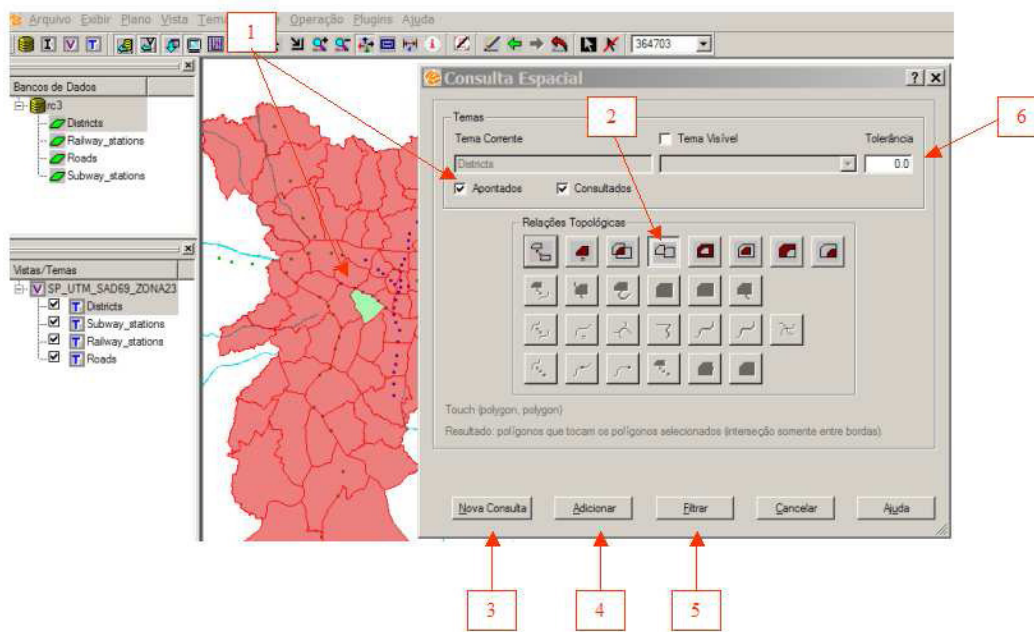 Arquivo Exibir Plano Vista
Operação Plugins Ajuda
I V T
364703
Bancos de Dados
rc3
Districts
Railway_stations
Roads
Subway_stations
Vistas/Temas
V SP_UTM_SAD69_ZONA23
T Districts
T Subway_stations
T Railway_stations
T Roads
1
Consulta Espacial
Temas
2
6
Tema Corrente
Tema Visível
Tolerância
Districts
0.0
Apontados
Consultados
Relações Topológicas
Touch (polygon, polygon)
Resultado: polígonos que tocam os polígonos selecionados (interseção somente entre bordas)
Nova Consulta
Adicionar
Filtrar
Cancelar
Ajuda
3
4
5